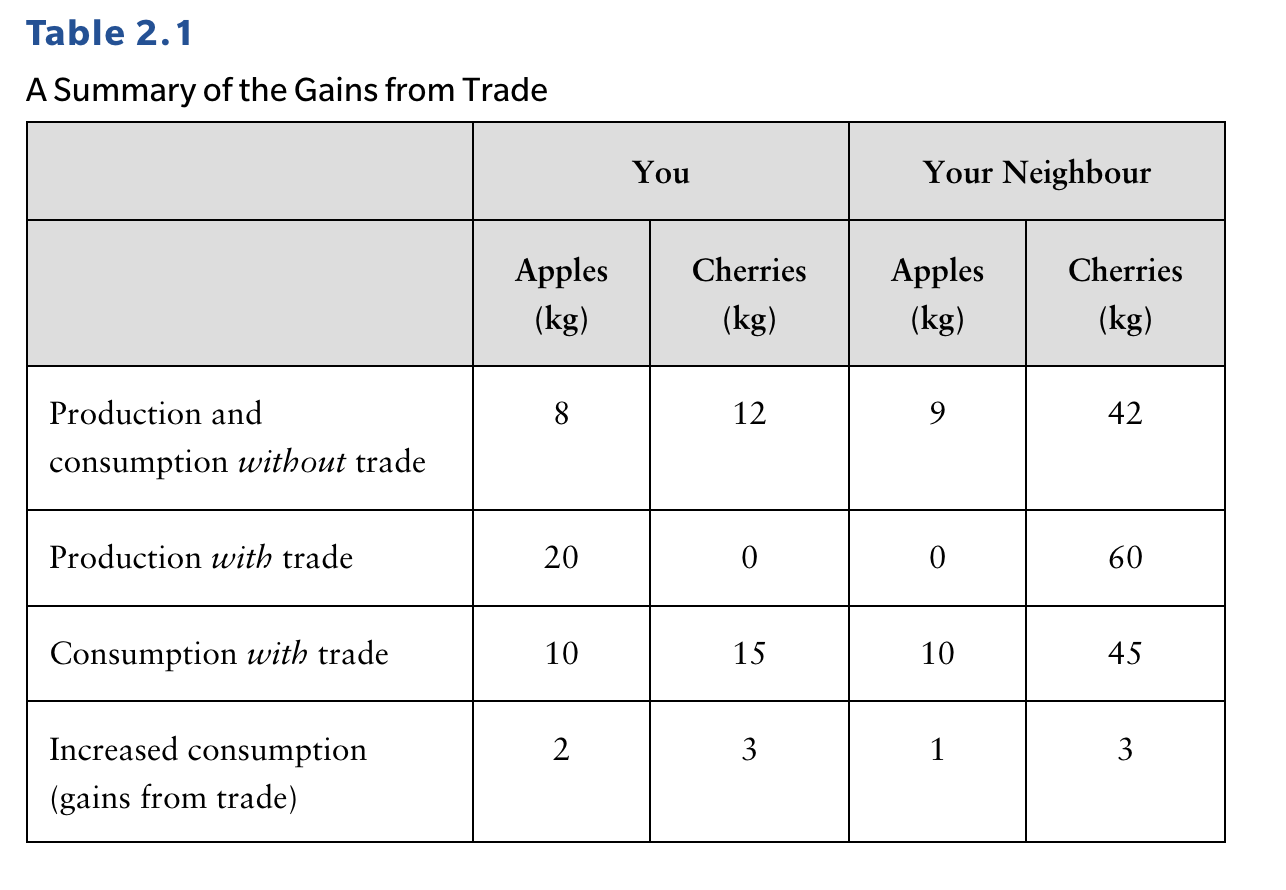 Table 2.1
A Summary of the Gains from Trade
You Your Neighbour
Apples Cherries Apples Cherries
(kg) (kg) (kg) (kg)
Production and 8 12 9 42
consumption without trade
Production with trade 20 0 0 60
Consumption with trade 10 15 10 45
Increased consumption 2 3 1 3
(gains from trade)